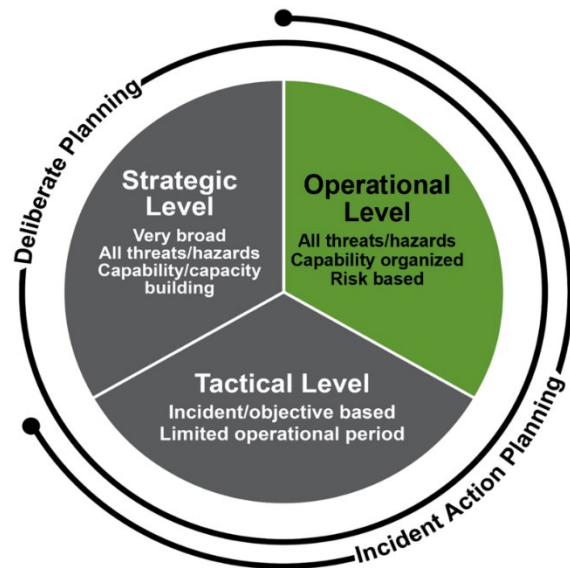 Deliberate Planning
Strategic
Level
Very broad
All threats/hazards
Capability/capacity
building
Operational
Level
All threats/hazards
Capability organized
Risk based
Tactical Level
Incident/objective based
Limited operational period
Incident Action Planning